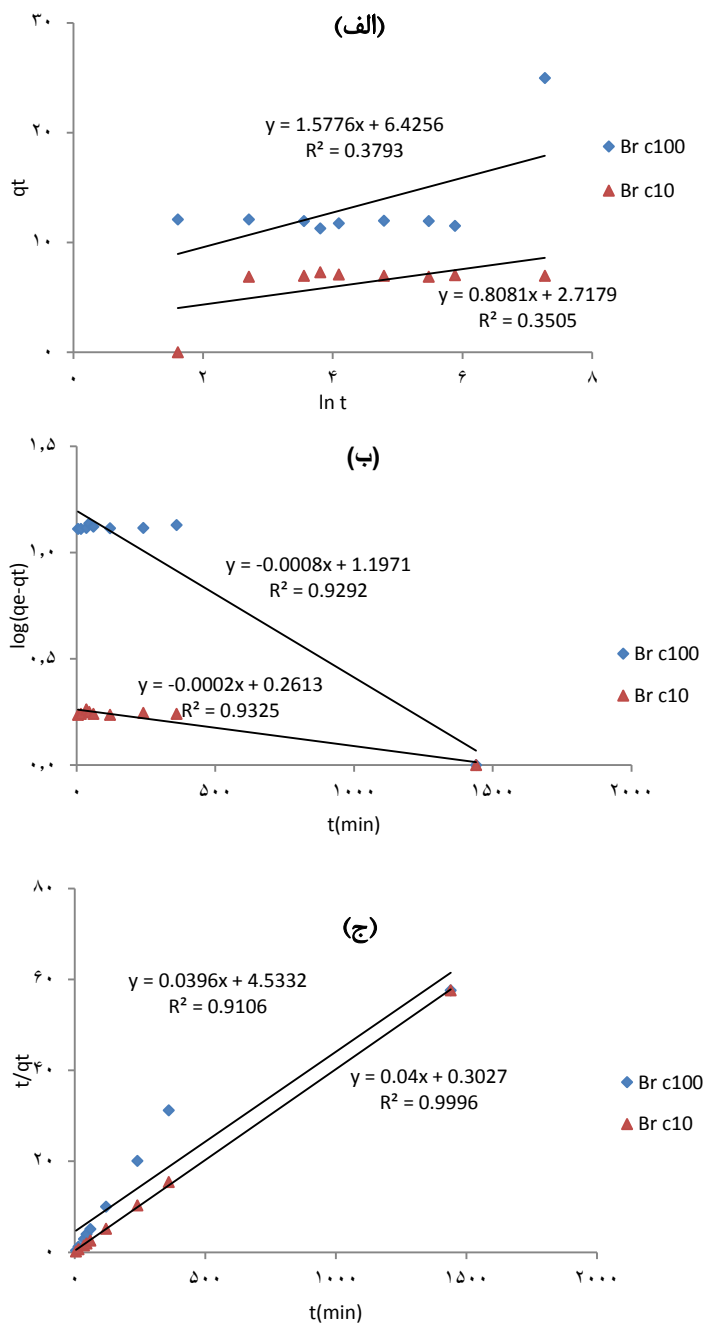 (الف)
۳۰
۲۰
۱۰
۰
qt
y = 1.5776x + 6.4256
R² = 0.3793
y = 0.8081x + 2.7179
R² = 0.3505
Br c100
Br c10
۰ ۲ ۴ ۶ ۸
ln t
(ب)
۱,۵
۱,۰
۰,۵
۰,۰
log(qe-qt)
y = -0.0008x + 1.1971
R² = 0.9292
y = -0.0002x + 0.2613
R² = 0.9325
Br c100
Br c10
۰ ۵۰۰ ۱۰۰۰ ۱۵۰۰ ۲۰۰۰
t(min)
(ج)
۸۰
۶۰
۴۰
۲۰
۰
t/qt
y = 0.0396x + 4.5332
R² = 0.9106
y = 0.04x + 0.3027
R² = 0.9996
Br c100
Br c10
۰ ۵۰۰ ۱۰۰۰ ۱۵۰۰ ۲۰۰۰
t(min)